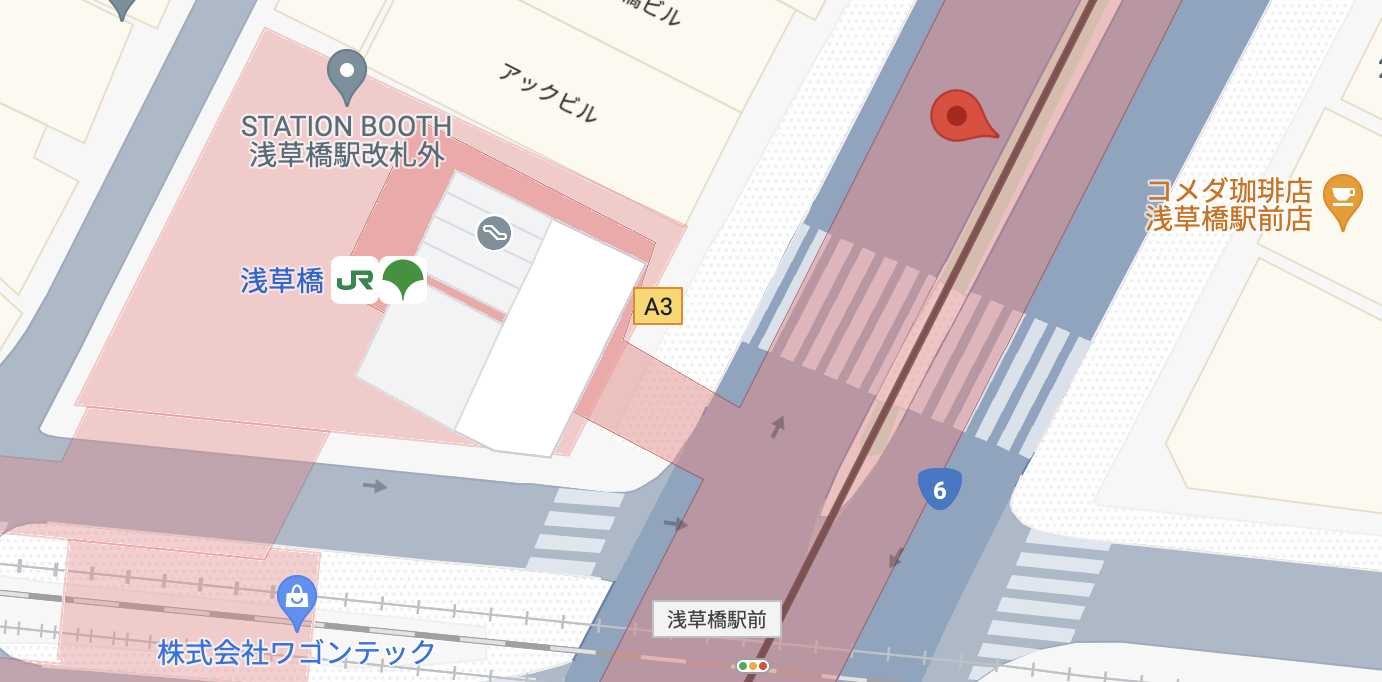 橋ビル
アックビル
STATION BOOTH
浅草橋駅改札外
コメダ珈琲店
浅草橋駅前店
浅草橋 JR
A3
6
浅草橋駅前
株式会社ワゴンテック